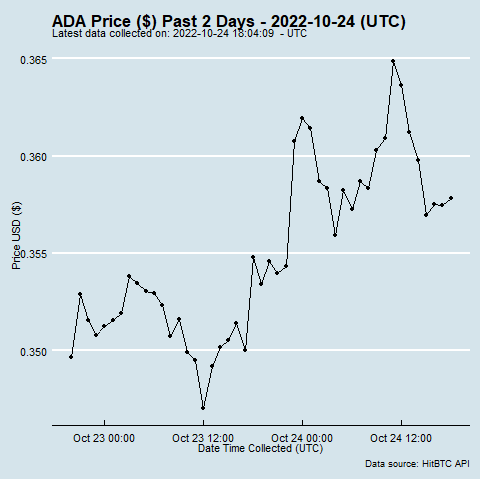 ADA Price ($) Past 2 Days - 2022-10-24 (UTC)
Latest data collected on: 2022-10-24 18:04:09  - UTC
0.365
0.360
0.355
0.350
Price USD ($)
Oct 23 00:00 Oct 23 12:00 Oct 24 00:00 Oct 24 12:00
Date Time Collected (UTC)
Data source: HitBTC API